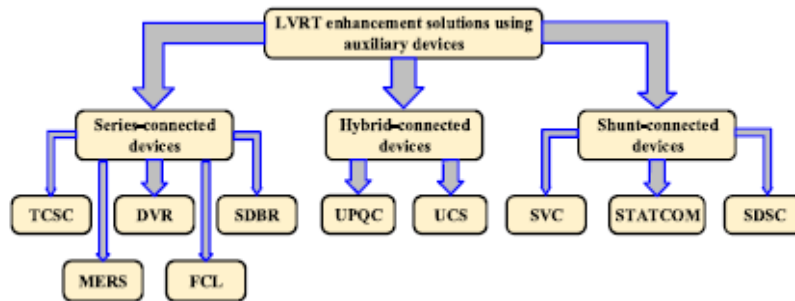 LVRT enhancement solutions using
auxiliary devices
Series-connected
devices
Hybrid-connected
devices
Shunt-connected
devices
TCSC
DVR
SDBR
UPQC
UCS
SVC
STATCOM
SDSC
MERS
FCL